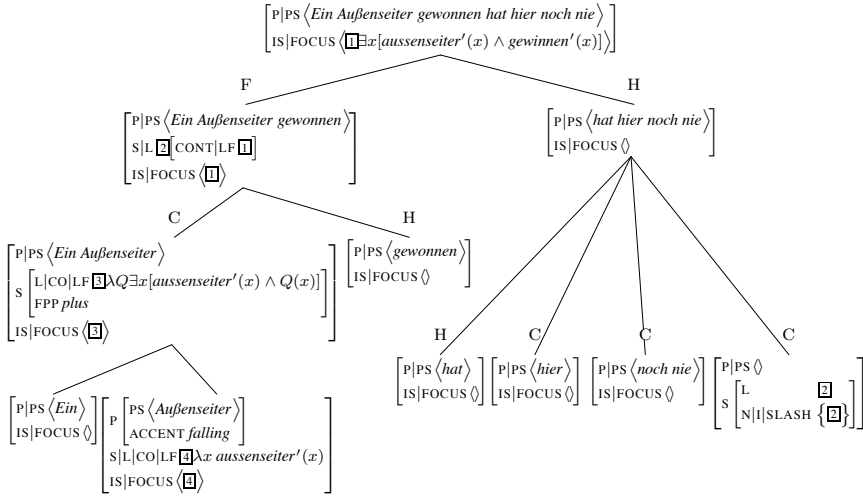 P|PS ⟨Ein Außenseiter gewonnen hat hier noch nie⟩
IS|FOCUS ⟨1∃x[aussenseiter′(x) ∧ gewinnen′(x)]⟩
F
H
P|PS ⟨Ein Außenseiter gewonnen⟩
S|L 2[CONT|LF 1]
IS|FOCUS ⟨1⟩
P|PS ⟨hat hier noch nie⟩
IS|FOCUS ⟨⟩
C
H
P|PS ⟨Ein Außenseiter⟩
S [L|CO|LF 3λQ∃x[aussenseiter′(x) ∧ Q(x)]
FPP plus]
IS|FOCUS ⟨3⟩
P|PS ⟨gewonnen⟩
IS|FOCUS ⟨⟩
H
C
C
C
P|PS ⟨hat⟩
IS|FOCUS ⟨⟩
P|PS ⟨hier⟩
IS|FOCUS ⟨⟩
P|PS ⟨noch nie⟩
IS|FOCUS ⟨⟩
P|PS ⟨⟩
S [L 2
N|I|SLASH {2}]
P|PS ⟨Ein⟩
IS|FOCUS ⟨⟩
P [PS ⟨Außenseiter⟩
ACCENT falling]
S|L|CO|LF 4λx aussenseiter′(x)
IS|FOCUS ⟨4⟩